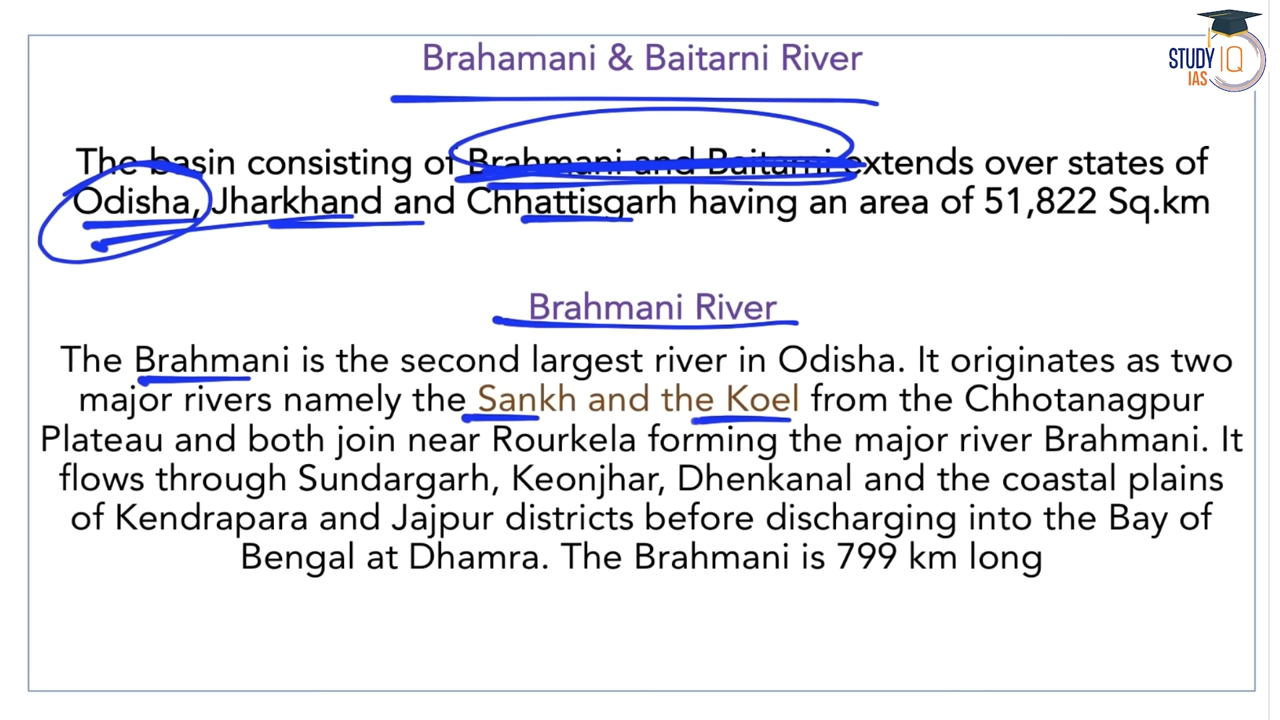 Brahamani & Baitarni River
STUDY IQ
IAS
The basin consisting of Brahmani and Baitarni extends over states of
Odisha, Jharkhand and Chhattisgarh having an area of 51,822 Sq.km
Brahmani River
The Brahmani is the second largest river in Odisha. It originates as two
major rivers namely the Sankh and the Koel from the Chhotanagpur
Plateau and both join near Rourkela forming the major river Brahmani. It
flows through Sundargarh, Keonjhar, Dhenkanal and the coastal plains
of Kendrapara and Jajpur districts before discharging into the Bay of
Bengal at Dhamra. The Brahmani is 799 km long